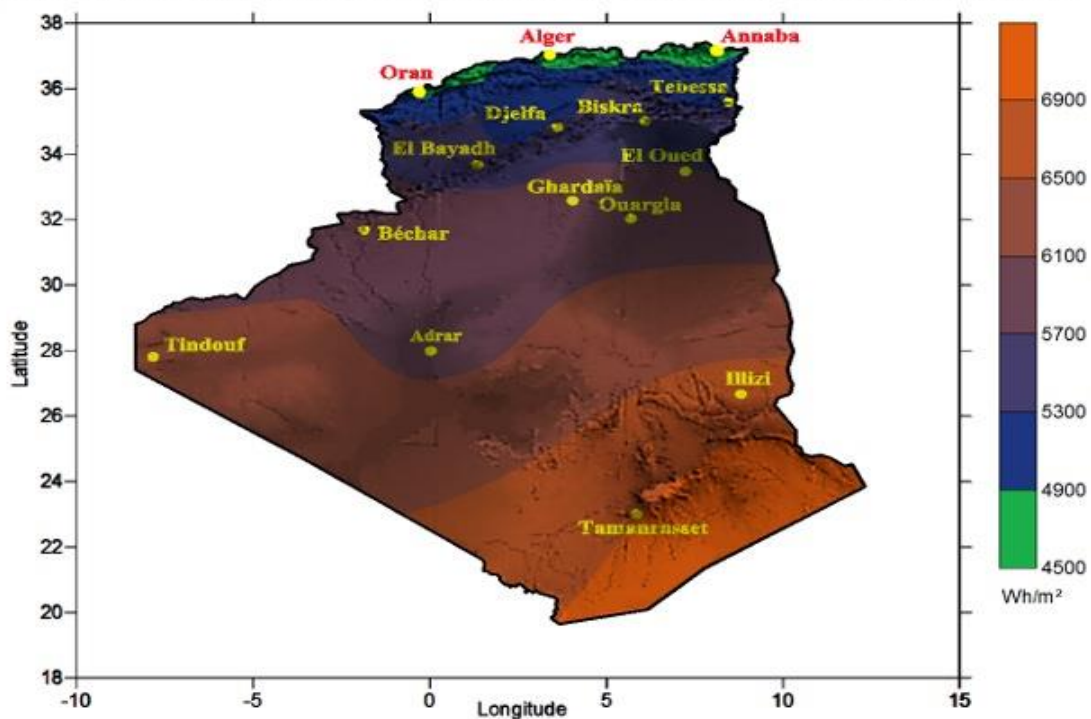 38
36
34
32
30
28
26
24
22
20
18
Latitude
-10
-5
0
5
10
15
Longitude
Alger
Annaba
Oran
Tebessa
Biskra
Djelfa
El Bayadh
El Oued
Ghardaïa
Ouargla
Béchar
Adrar
Tindouf
Illizi
Tamanrasset
6900
6500
6100
5700
5300
4900
4500
Wh/m²